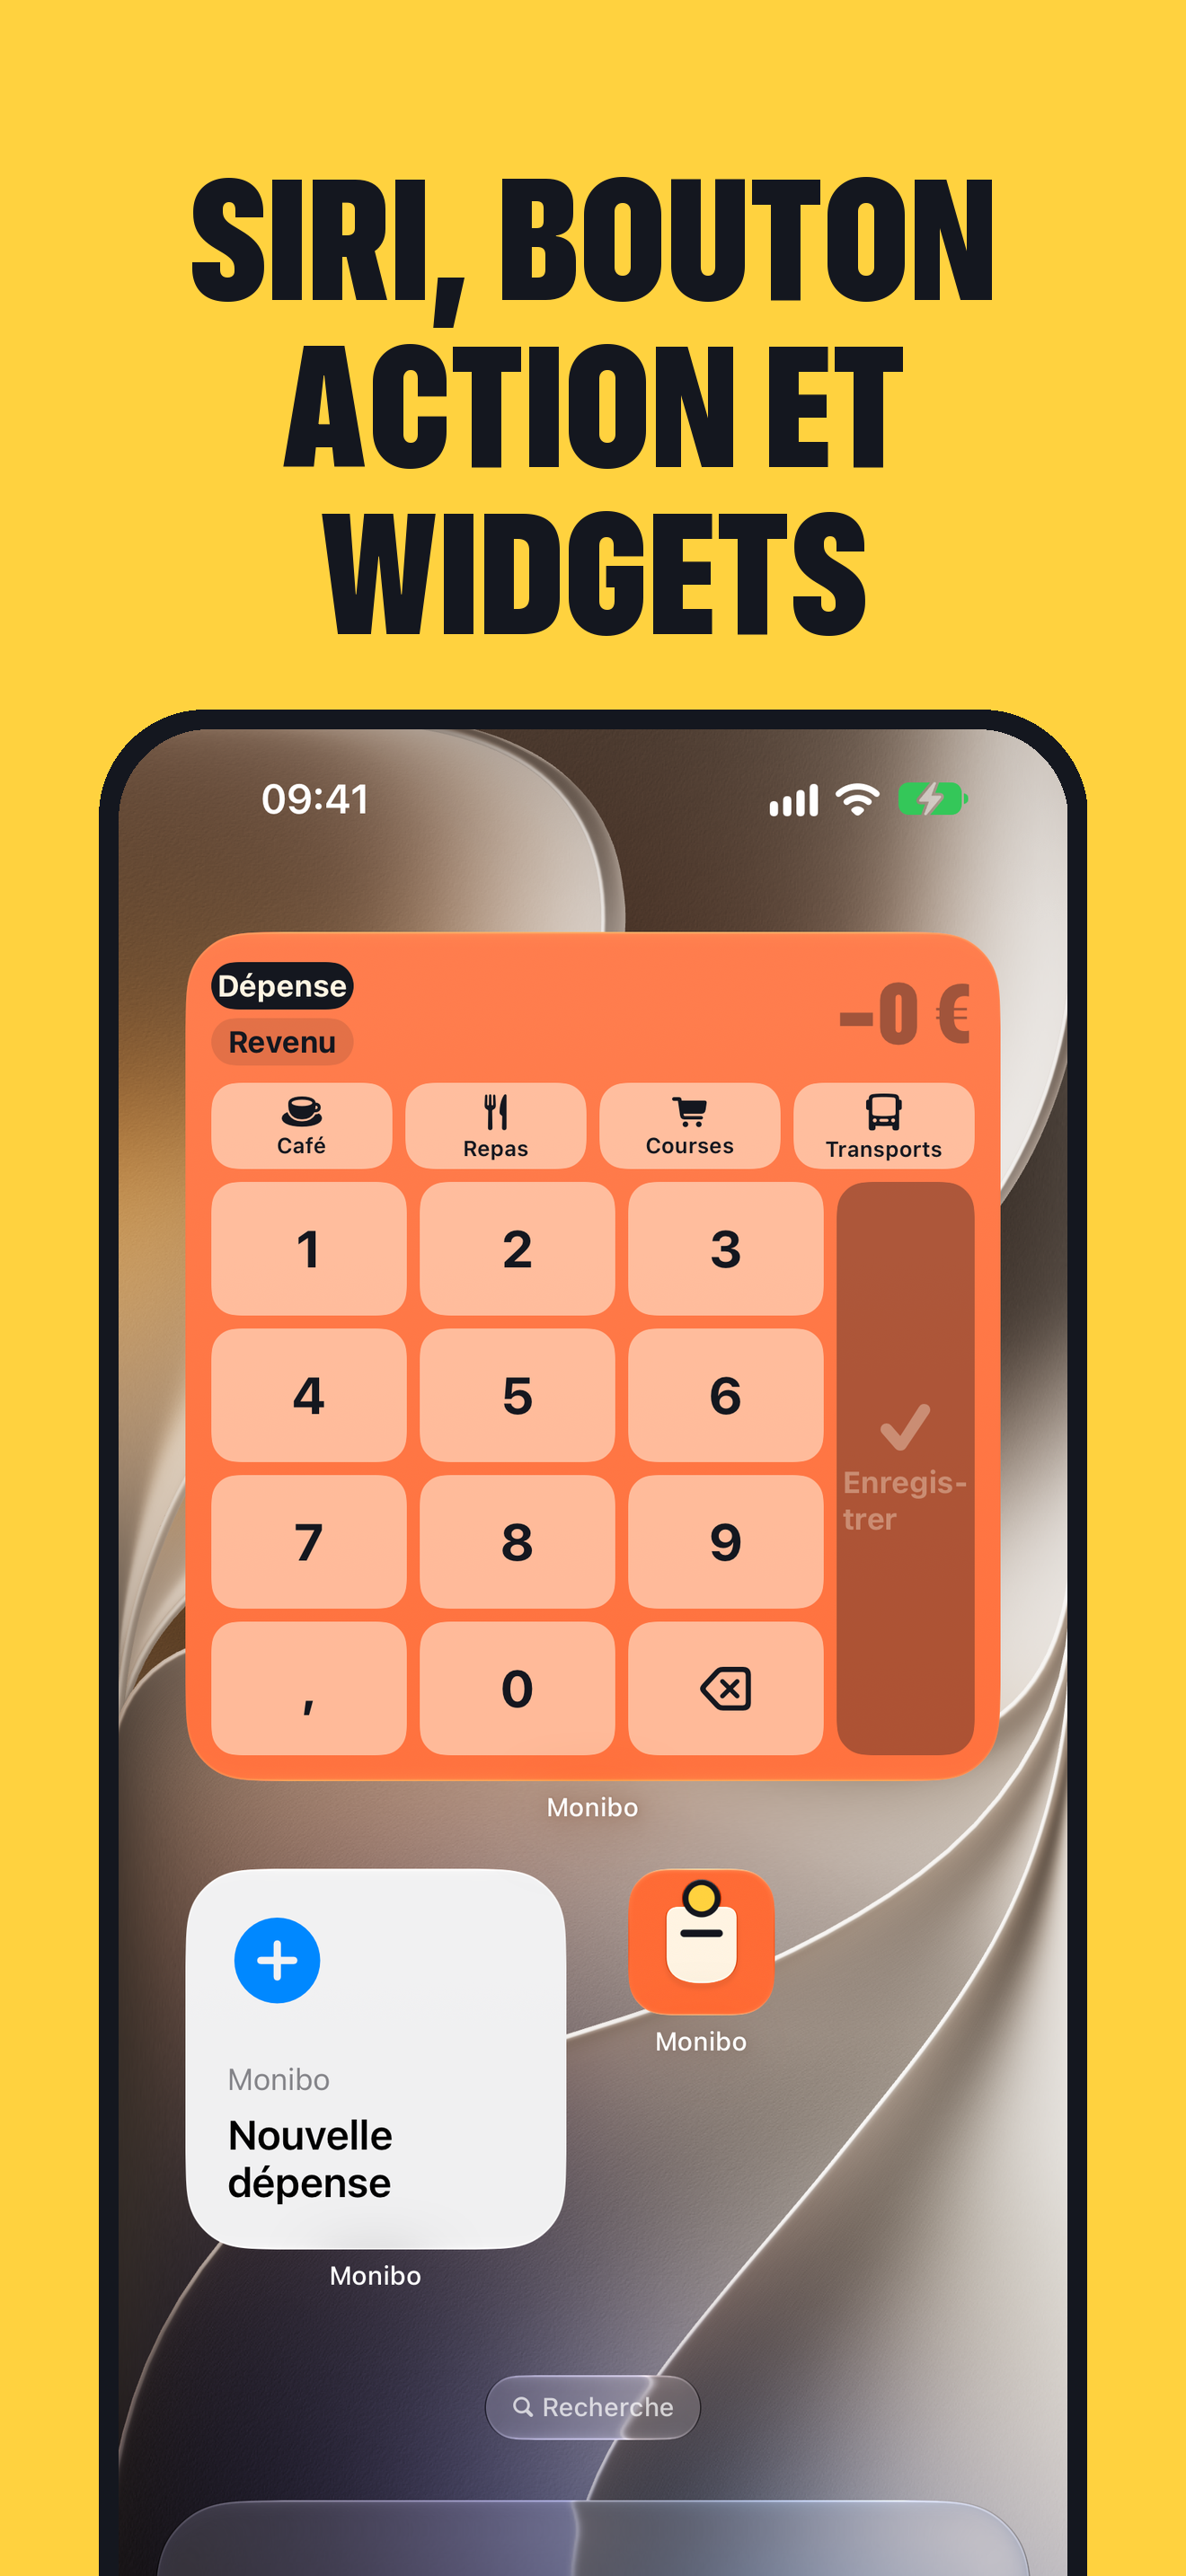 SIRI, BOUTON
ACTION ET
WIDGETS
09:41
Dépense
Revenu
-0 €
Café
Repas
Courses
Transports
1
2
3
4
5
6
7
8
9
,
0
Enregis-
trer
Monibo
Monibo
Nouvelle
dépense
Monibo
Monibo
Recherche